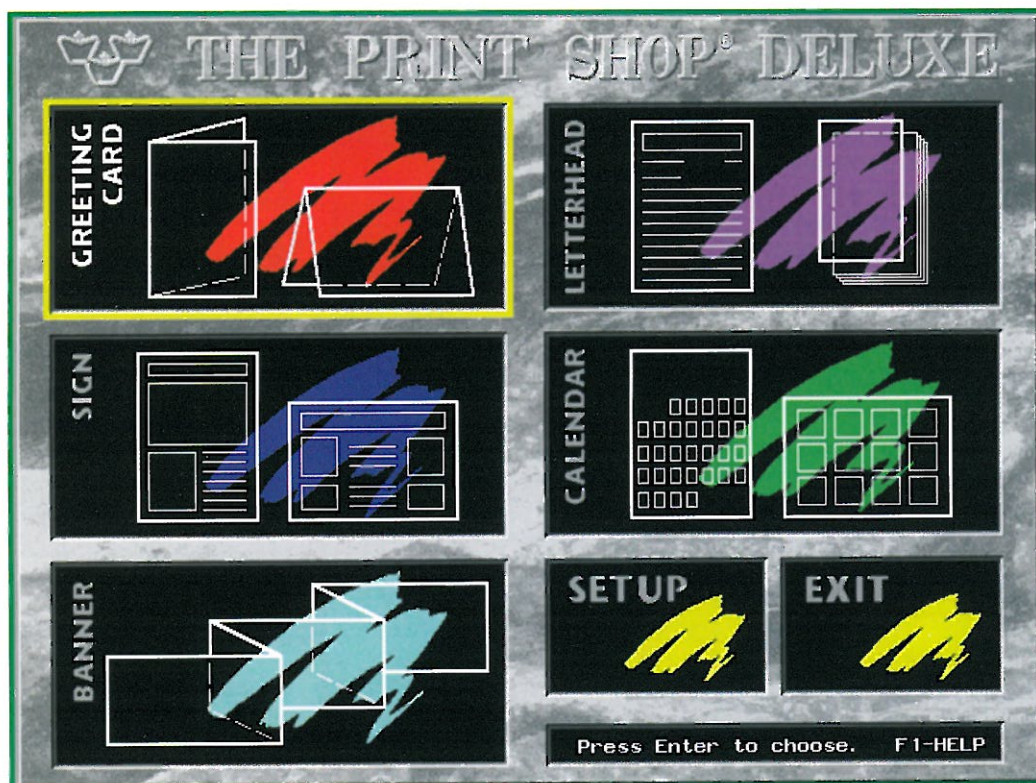 THE PRINT SHOP® DELUXE
GREETING
CARD
LETTERHEAD
SIGN
CALENDAR
BANNER
SETUP
EXIT
Press Enter to choose. F1-HELP